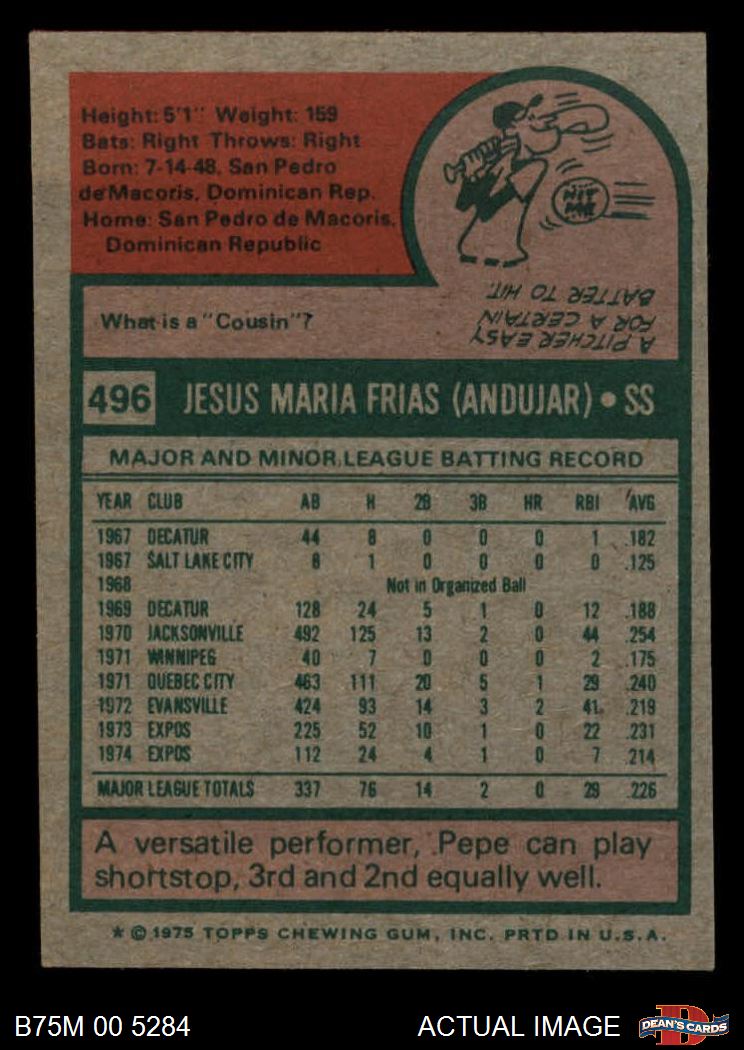 Height: 5'1" Weight: 159
Bats: Right Throws: Right
Born: 7-14-48, San Pedro
de Macoris, Dominican Rep.
Home: San Pedro de Macoris,
Dominican Republic
HIT
ME
What is a "Cousin"?
A PITCHER EASY
FOR A CERTAIN
BATTER TO HIT.
496 JESUS MARIA FRIAS (ANDUJAR) • SS
MAJOR AND MINOR LEAGUE BATTING RECORD
YEAR CLUB AB H 2B 3B HR RBI AVG
1967 DECATUR 44 8 0 0 0 1 .182
1967 SALT LAKE CITY 8 1 0 0 0 0 .125
1968 Not in Organized Ball
1969 DECATUR 128 24 5 1 0 12 .188
1970 JACKSONVILLE 492 125 13 2 0 44 .254
1971 WINNIPEG 40 7 0 0 0 2 .175
1971 QUEBEC CITY 463 111 20 5 1 29 .240
1972 EVANSVILLE 424 93 14 3 2 41 .219
1973 EXPOS 225 52 10 1 0 22 .231
1974 EXPOS 112 24 4 1 0 7 .214
MAJOR LEAGUE TOTALS 337 76 14 2 0 29 .226
A versatile performer, Pepe can play
shortstop, 3rd and 2nd equally well.
* © 1975 TOPPS CHEWING GUM, INC. PRTD IN U.S.A.
B75M 00 5284 ACTUAL IMAGE DEAN'S CARDS